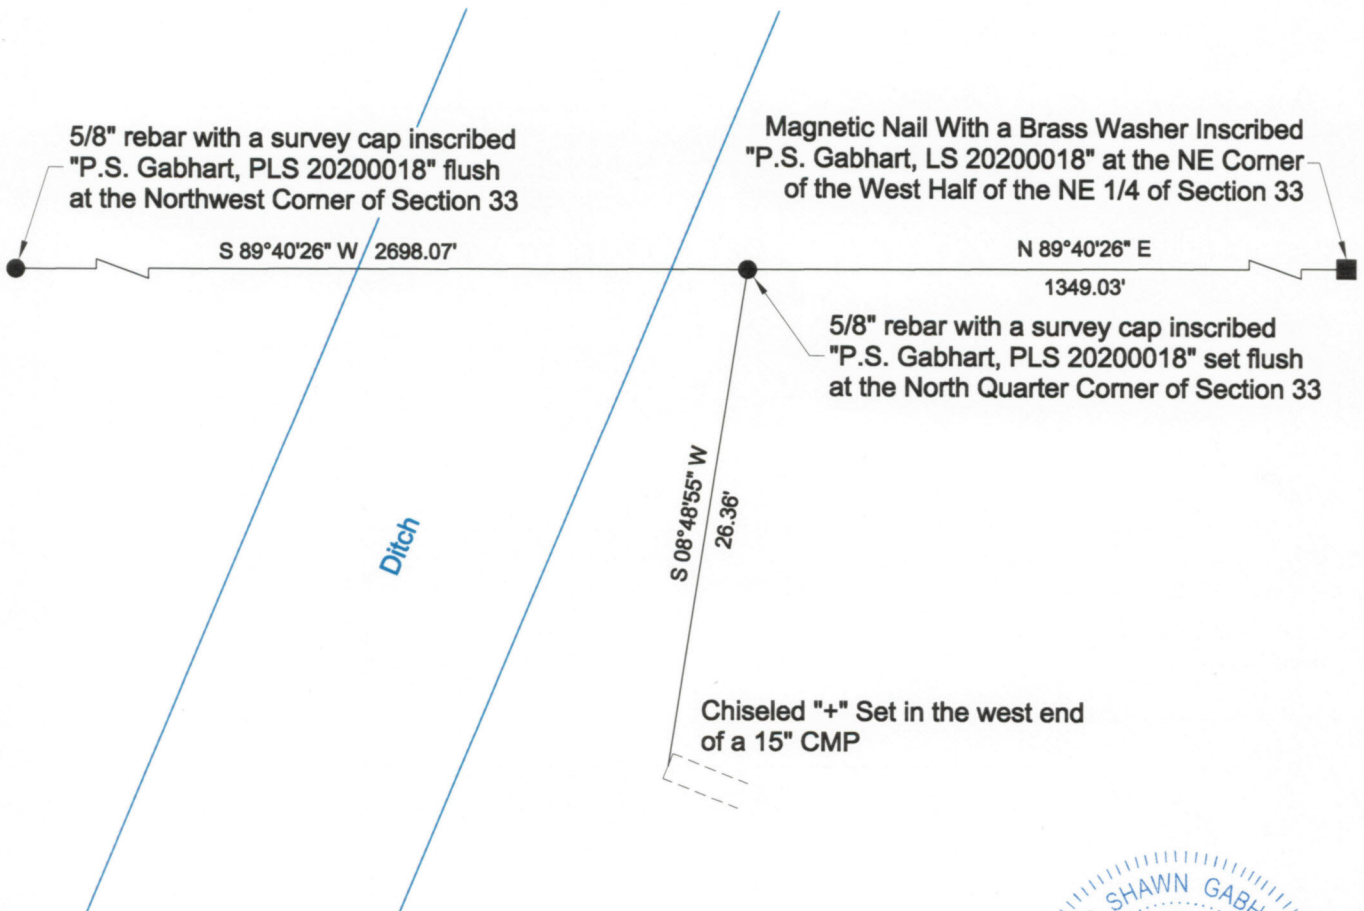 5/8" rebar with a survey cap inscribed
"P.S. Gabhart, PLS 20200018" flush
at the Northwest Corner of Section 33
Magnetic Nail With a Brass Washer Inscribed
"P.S. Gabhart, LS 20200018" at the NE Corner
of the West Half of the NE 1/4 of Section 33
S 89°40'26" W 2698.07'
N 89°40'26" E
1349.03'
5/8" rebar with a survey cap inscribed
"P.S. Gabhart, PLS 20200018" set flush
at the North Quarter Corner of Section 33
S 08°48'55" W
26.36'
Ditch
Chiseled "+" Set in the west end
of a 15" CMP
SHAWN GABH